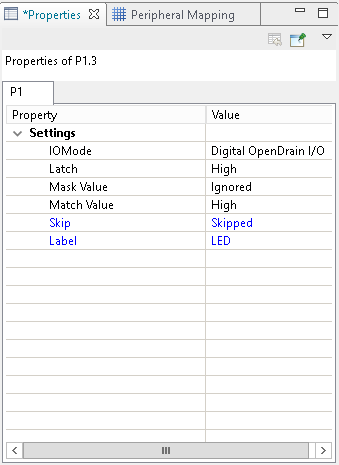 *Properties Peripheral Mapping
Properties of P1.3
P1
Property Value
Settings
IOMode Digital OpenDrain I/O
Latch High
Mask Value Ignored
Match Value High
Skip Skipped
Label LED